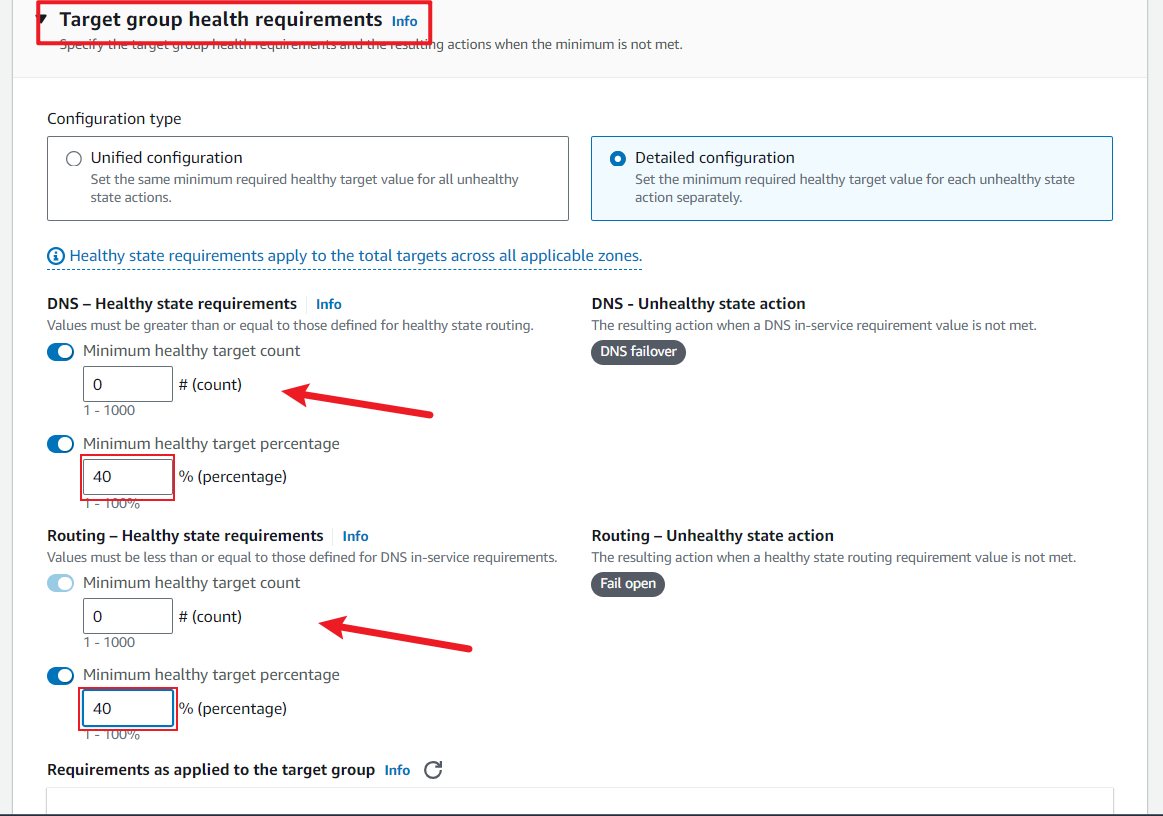 Target group health requirements Info
Specify the target group health requirements and the resulting actions when the minimum is not met.
Configuration type
Unified configuration
Set the same minimum required healthy target value for all unhealthy
state actions.
Detailed configuration
Set the minimum required healthy target value for each unhealthy state
action separately.
Healthy state requirements apply to the total targets across all applicable zones.
DNS – Healthy state requirements Info
Values must be greater than or equal to those defined for healthy state routing.
DNS - Unhealthy state action
The resulting action when a DNS in-service requirement value is not met.
DNS failover
Minimum healthy target count
0 # (count)
1 - 1000
Minimum healthy target percentage
40 % (percentage)
1 - 100%
Routing – Healthy state requirements Info
Values must be less than or equal to those defined for DNS in-service requirements.
Routing – Unhealthy state action
The resulting action when a healthy state routing requirement value is not met.
Fail open
Minimum healthy target count
0 # (count)
1 - 1000
Minimum healthy target percentage
40 % (percentage)
1 - 100%
Requirements as applied to the target group Info